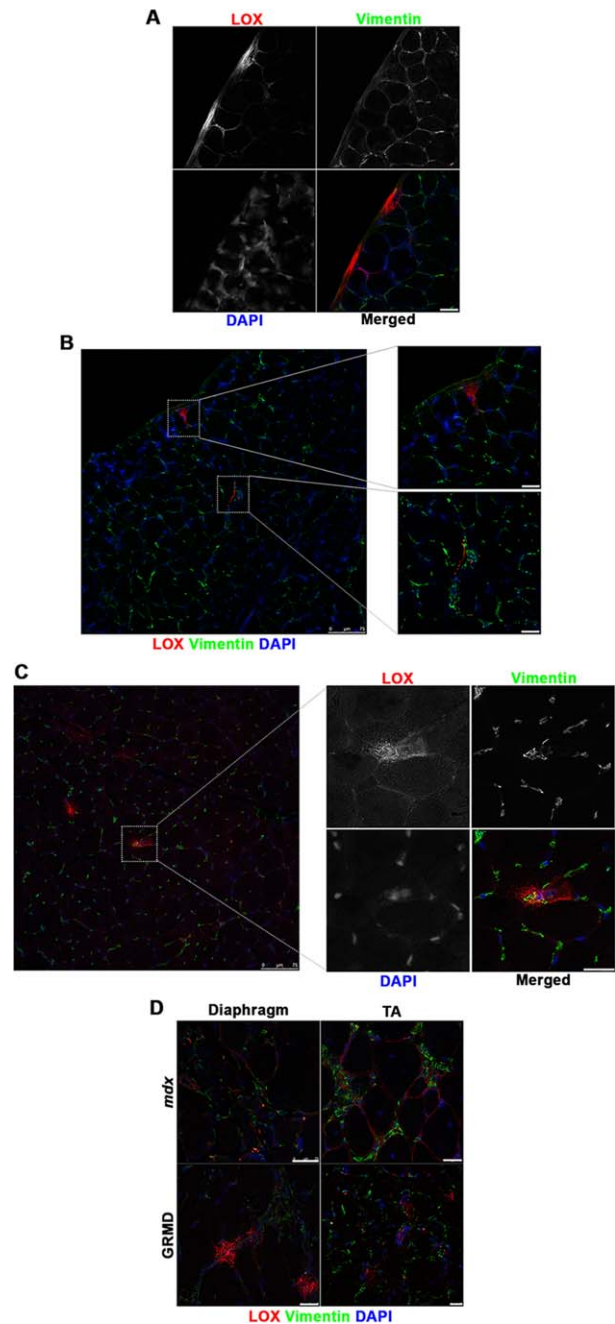 A
LOX Vimentin
DAPI Merged
B
LOX Vimentin DAPI
C
LOX Vimentin
DAPI Merged
D
Diaphragm TA
mdx
GRMD
LOX Vimentin DAPI